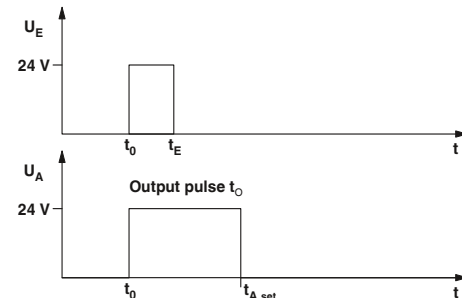 U_E
24 V
t_0 t_E t
U_A
Output pulse t_O
24 V
t_0 t_A set t